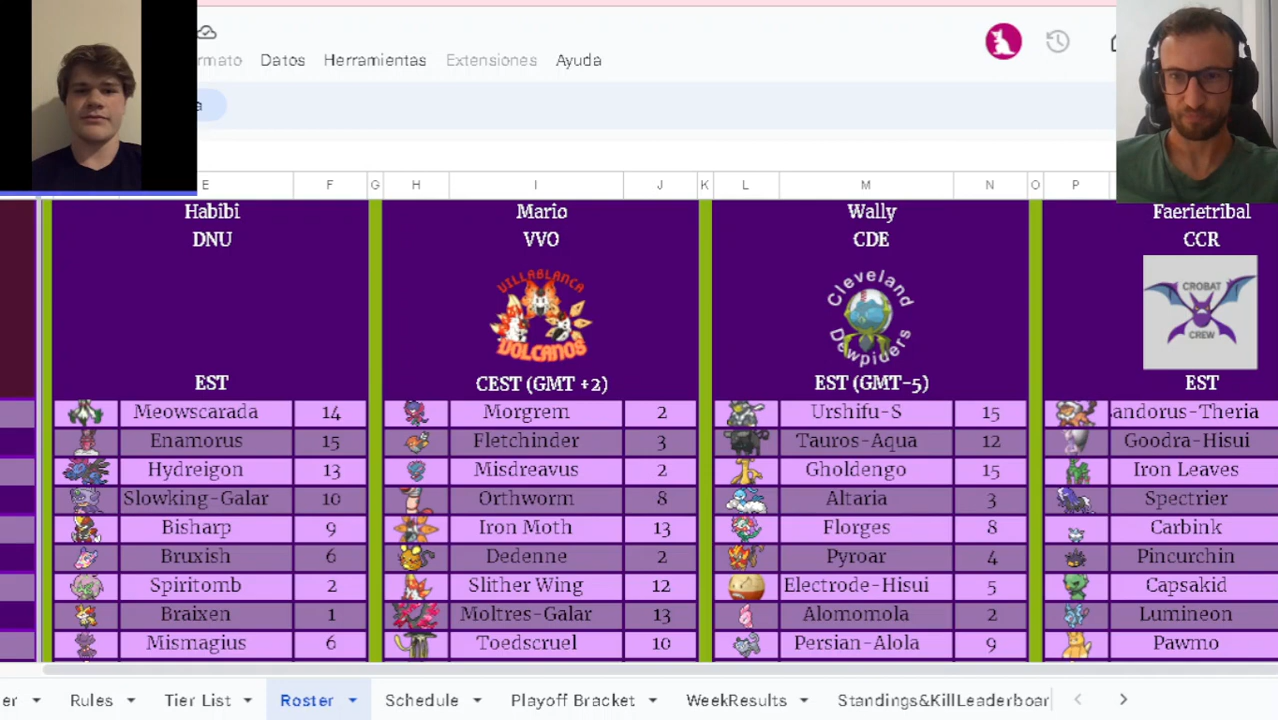 rmato Datos Herramientas Extensiones Ayuda
a
E F G H I J K L M N O P
Habibi Mario Wally Faerietribal
DNU VVO CDE CCR
VILLABLANCA
VOLCANOS
Cleveland
Dewpiders
CROBAT
CREW
EST CEST (GMT +2) EST (GMT-5) EST
Meowscarada 14 Morgrem 2 Urshifu-S 15 andorus-Theria
Enamorus 15 Fletchinder 3 Tauros-Aqua 12 Goodra-Hisui
Hydreigon 13 Misdreavus 2 Gholdengo 15 Iron Leaves
Slowking-Galar 10 Orthworm 8 Altaria 3 Spectrier
Bisharp 9 Iron Moth 13 Florges 8 Carbink
Bruxish 6 Dedenne 2 Pyroar 4 Pincurchin
Spiritomb 2 Slither Wing 12 Electrode-Hisui 5 Capsakid
Braixen 1 Moltres-Galar 13 Alomomola 2 Lumineon
Mismagius 6 Toedscruel 10 Persian-Alola 9 Pawmo
er Rules Tier List Roster Schedule Playoff Bracket WeekResults Standings&KillLeaderboar